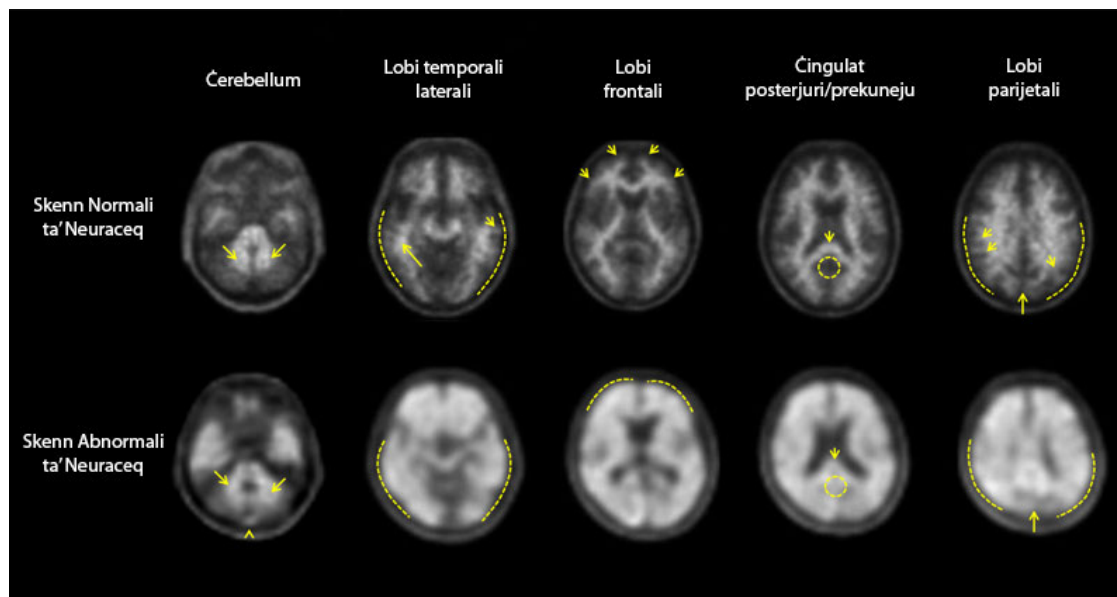 Ċerebellum
Lobi temporali
laterali
Lobi
frontali
Ċingulat
posterjuri/prekuneju
Lobi
parijetali
Skenn Normali
ta' Neuraceq
Skenn Abnormali
ta' Neuraceq